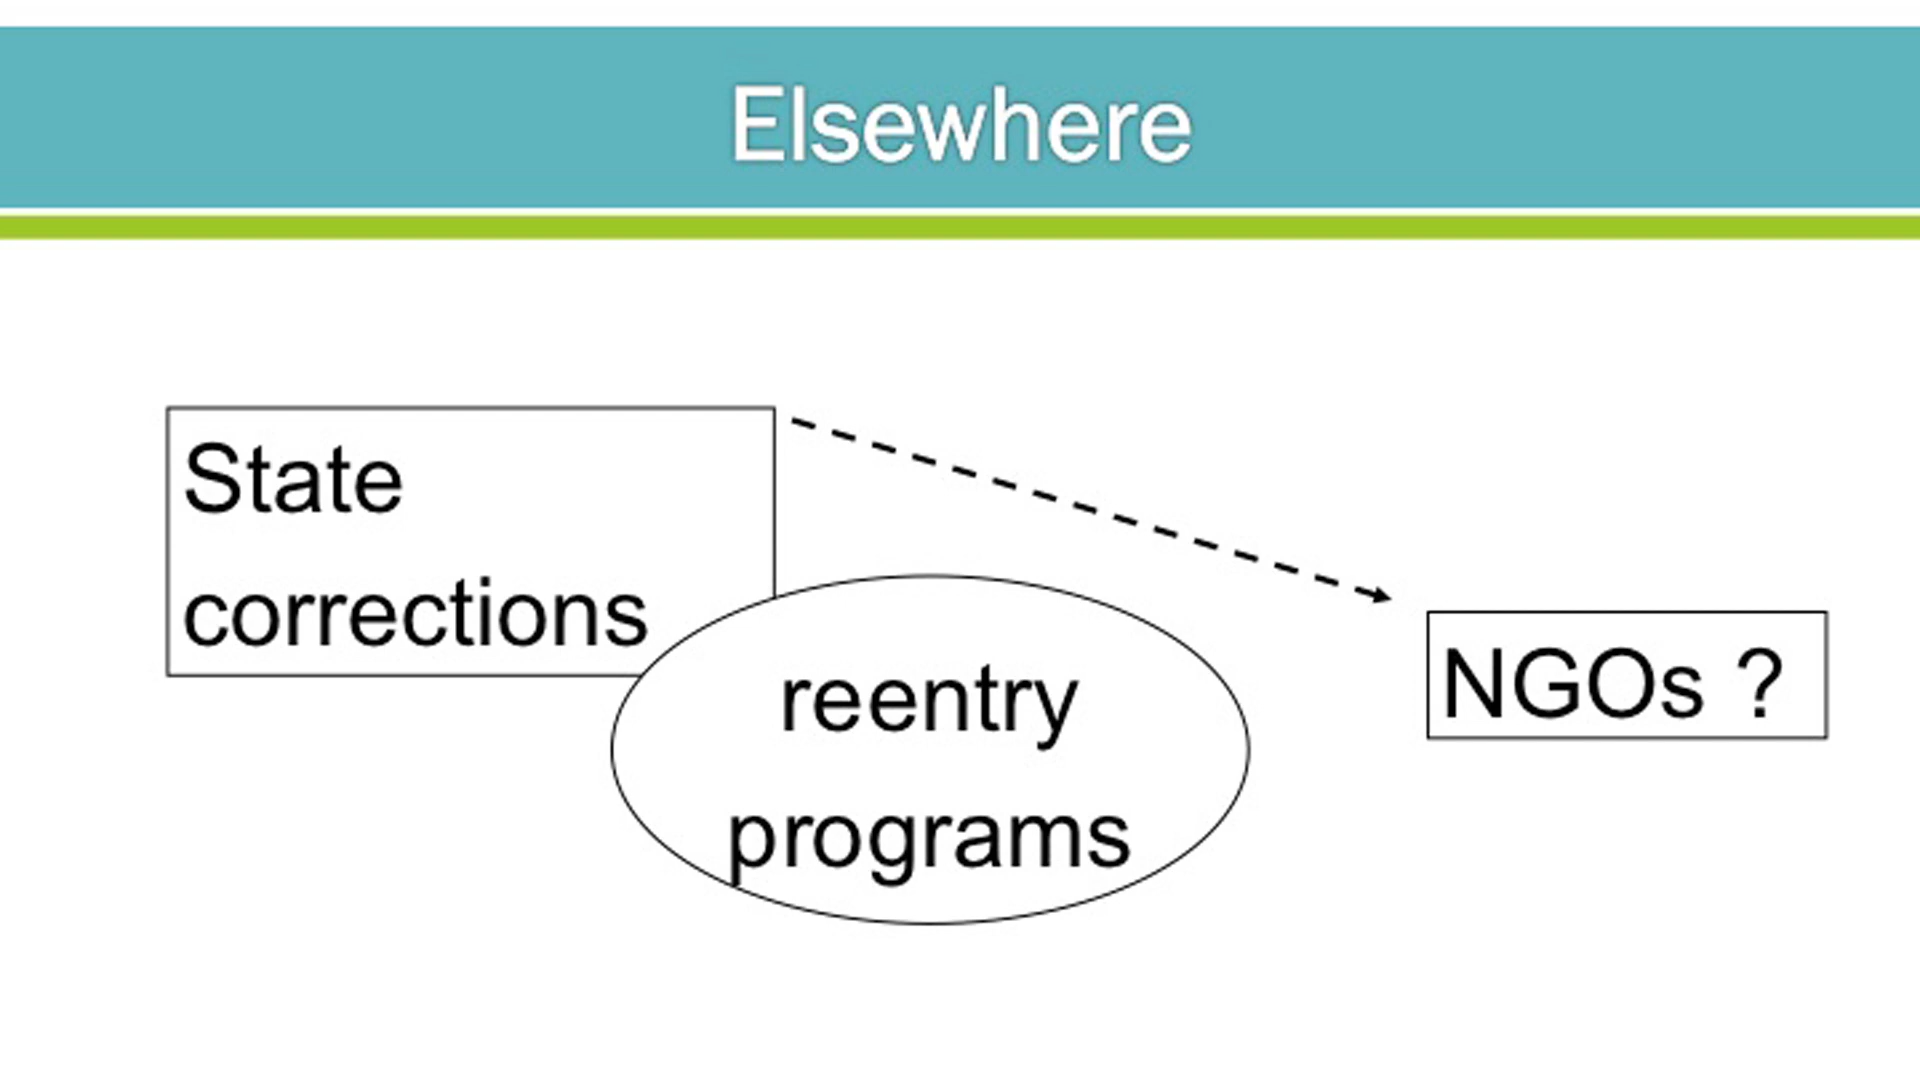 Elsewhere
State
corrections
reentry
programs
NGOs ?